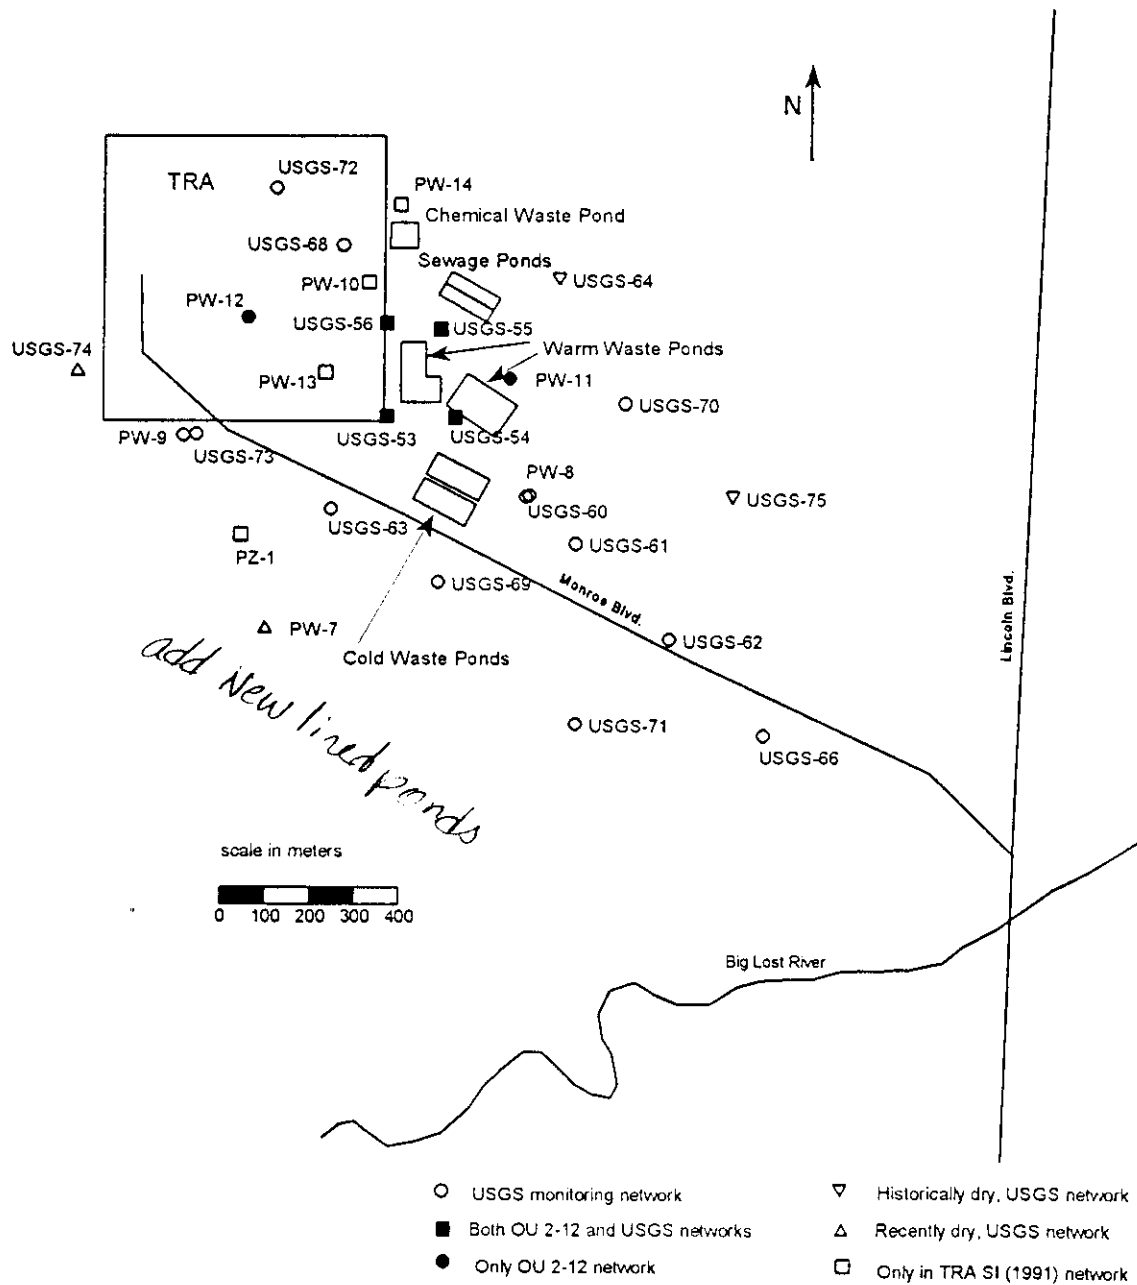 N
USGS-72
TRA
PW-14
Chemical Waste Pond
USGS-68
Sewage Ponds
PW-10
USGS-64
PW-12
USGS-56
USGS-55
USGS-74
Warm Waste Ponds
PW-13
PW-11
USGS-70
PW-9
USGS-73
USGS-53
USGS-54
PW-8
USGS-75
USGS-63
USGS-60
PZ-1
USGS-61
USGS-69
Monroe Blvd.
Lincoln Blvd.
PW-7
USGS-62
Cold Waste Ponds
add New lined ponds
USGS-71
USGS-66
scale in meters
0 100 200 300 400
Big Lost River
USGS monitoring network
Both OU 2-12 and USGS networks
Only OU 2-12 network
Historically dry, USGS network
Recently dry, USGS network
Only in TRA SI (1991) network